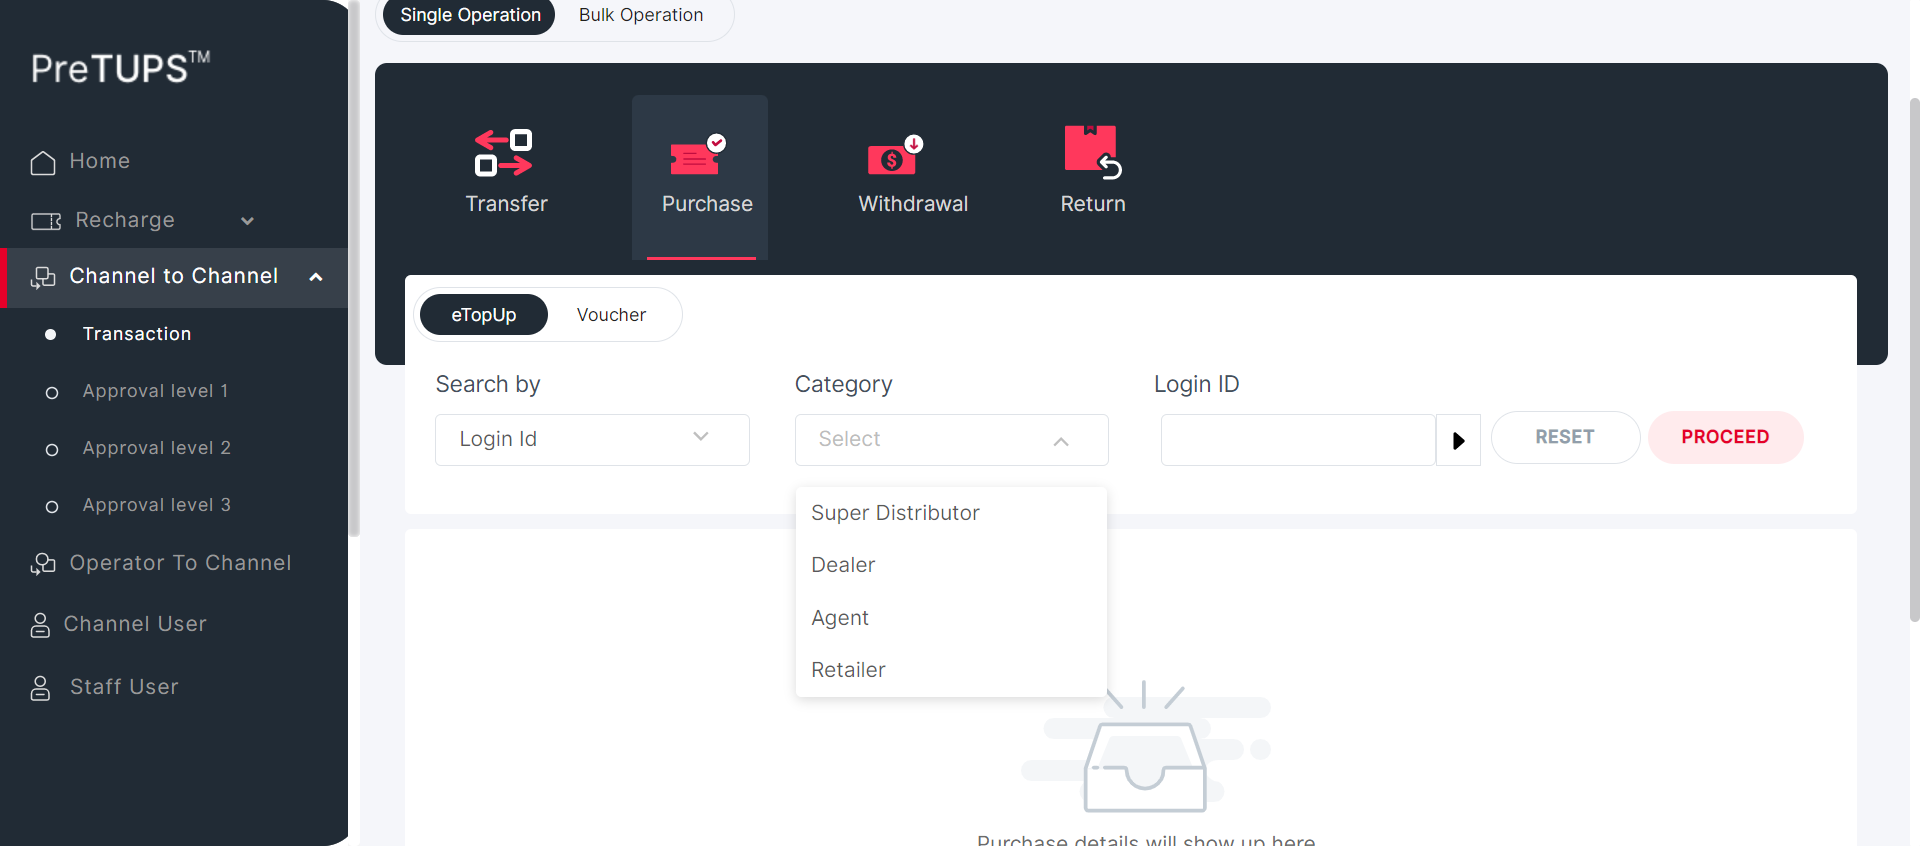 PreTUPS™
Home
Recharge
Channel to Channel
Transaction
Approval level 1
Approval level 2
Approval level 3
Operator To Channel
Channel User
Staff User
Single Operation
Bulk Operation
Transfer
Purchase
Withdrawal
Return
eTopUp
Voucher
Search by
Category
Login ID
Login Id
Select
RESET
PROCEED
Super Distributor
Dealer
Agent
Retailer
Purchase details will show up here